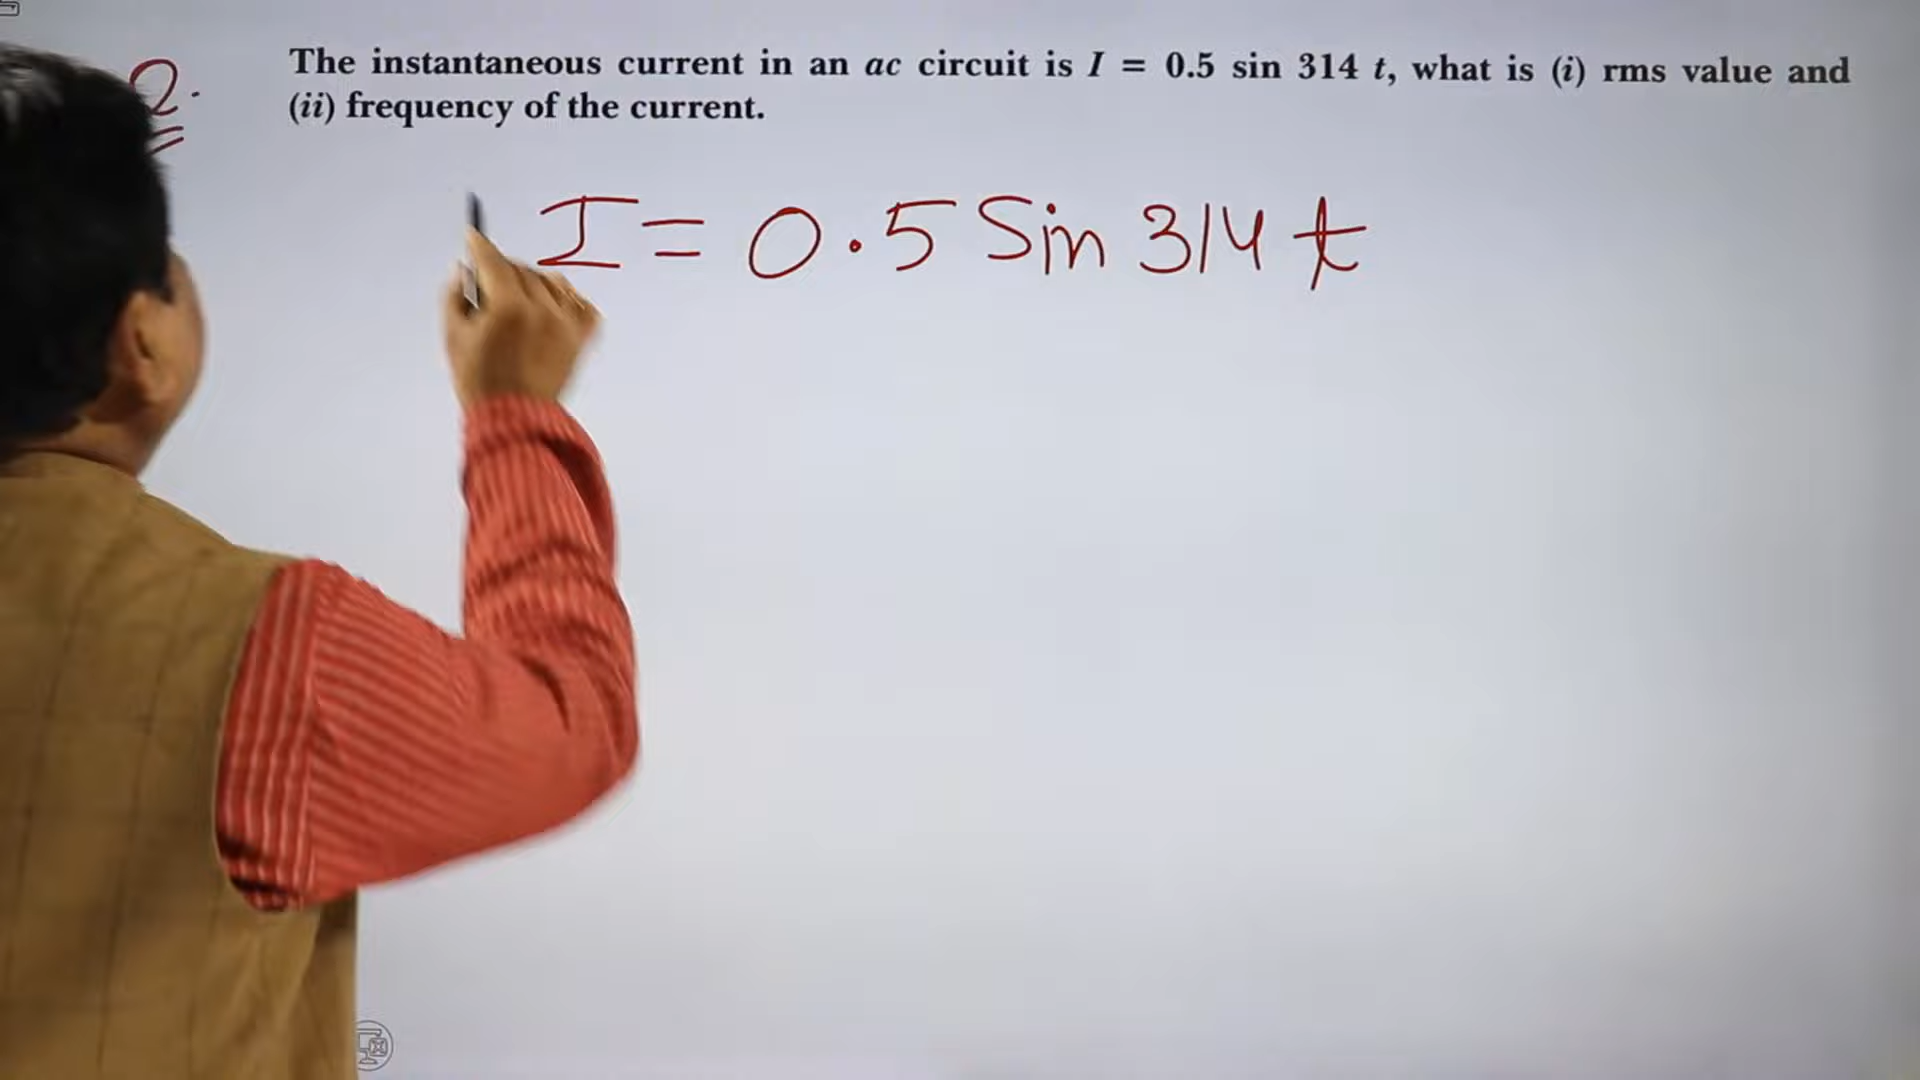 Q.
The instantaneous current in an ac circuit is I = 0.5 sin 314 t, what is (i) rms value and
(ii) frequency of the current.
I = 0.5 Sin 314 t